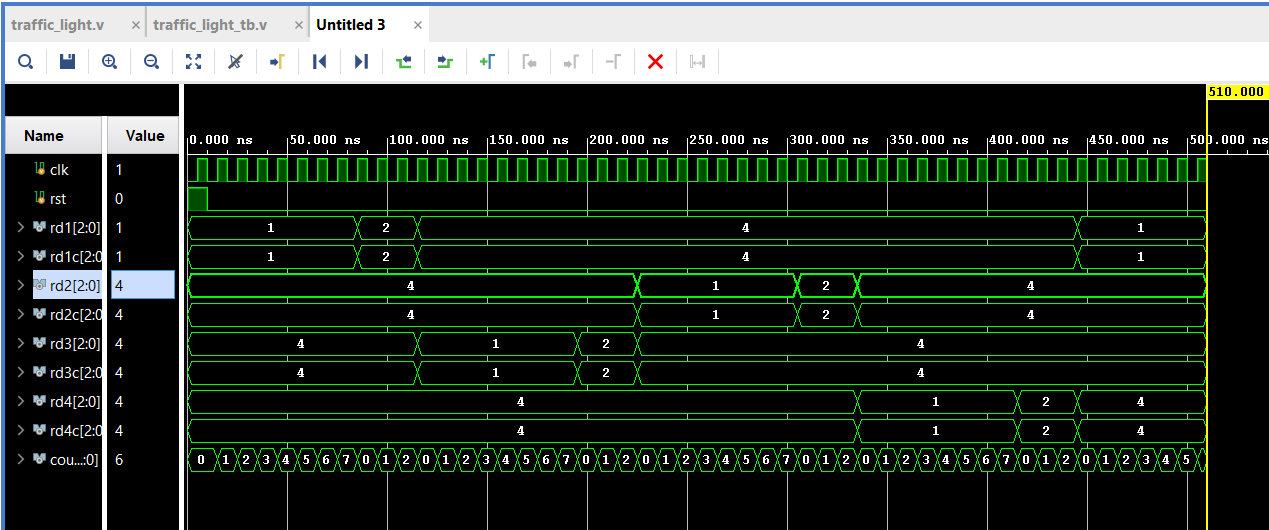 traffic_light.v × traffic_light_tb.v × Untitled 3 ×
510.000
Name Value
0.000 ns 50.000 ns 100.000 ns 150.000 ns 200.000 ns 250.000 ns 300.000 ns 350.000 ns 400.000 ns 450.000 ns 500.000 ns
clk 1
rst 0
rd1[2:0] 1 1 2 4 1
rd1c[2:0 1 1 2 4 1
rd2[2:0] 4 4 1 2 4
rd2c[2:0 4 4 1 2 4
rd3[2:0] 4 4 1 2 4
rd3c[2:0 4 4 1 2 4
rd4[2:0] 4 4 1 2 4
rd4c[2:0 4 4 1 2 4
cou...:0] 6 0 1 2 3 4 5 6 7 0 1 2 0 1 2 3 4 5 6 7 0 1 2 0 1 2 3 4 5 6 7 0 1 2 0 1 2 3 4 5 6 7 0 1 2 0 1 2 3 4 5